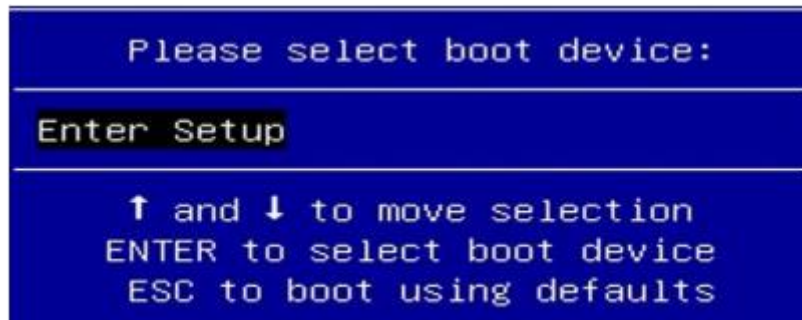 Please select boot device:
Enter Setup
↑ and ↓ to move selection
ENTER to select boot device
ESC to boot using defaults